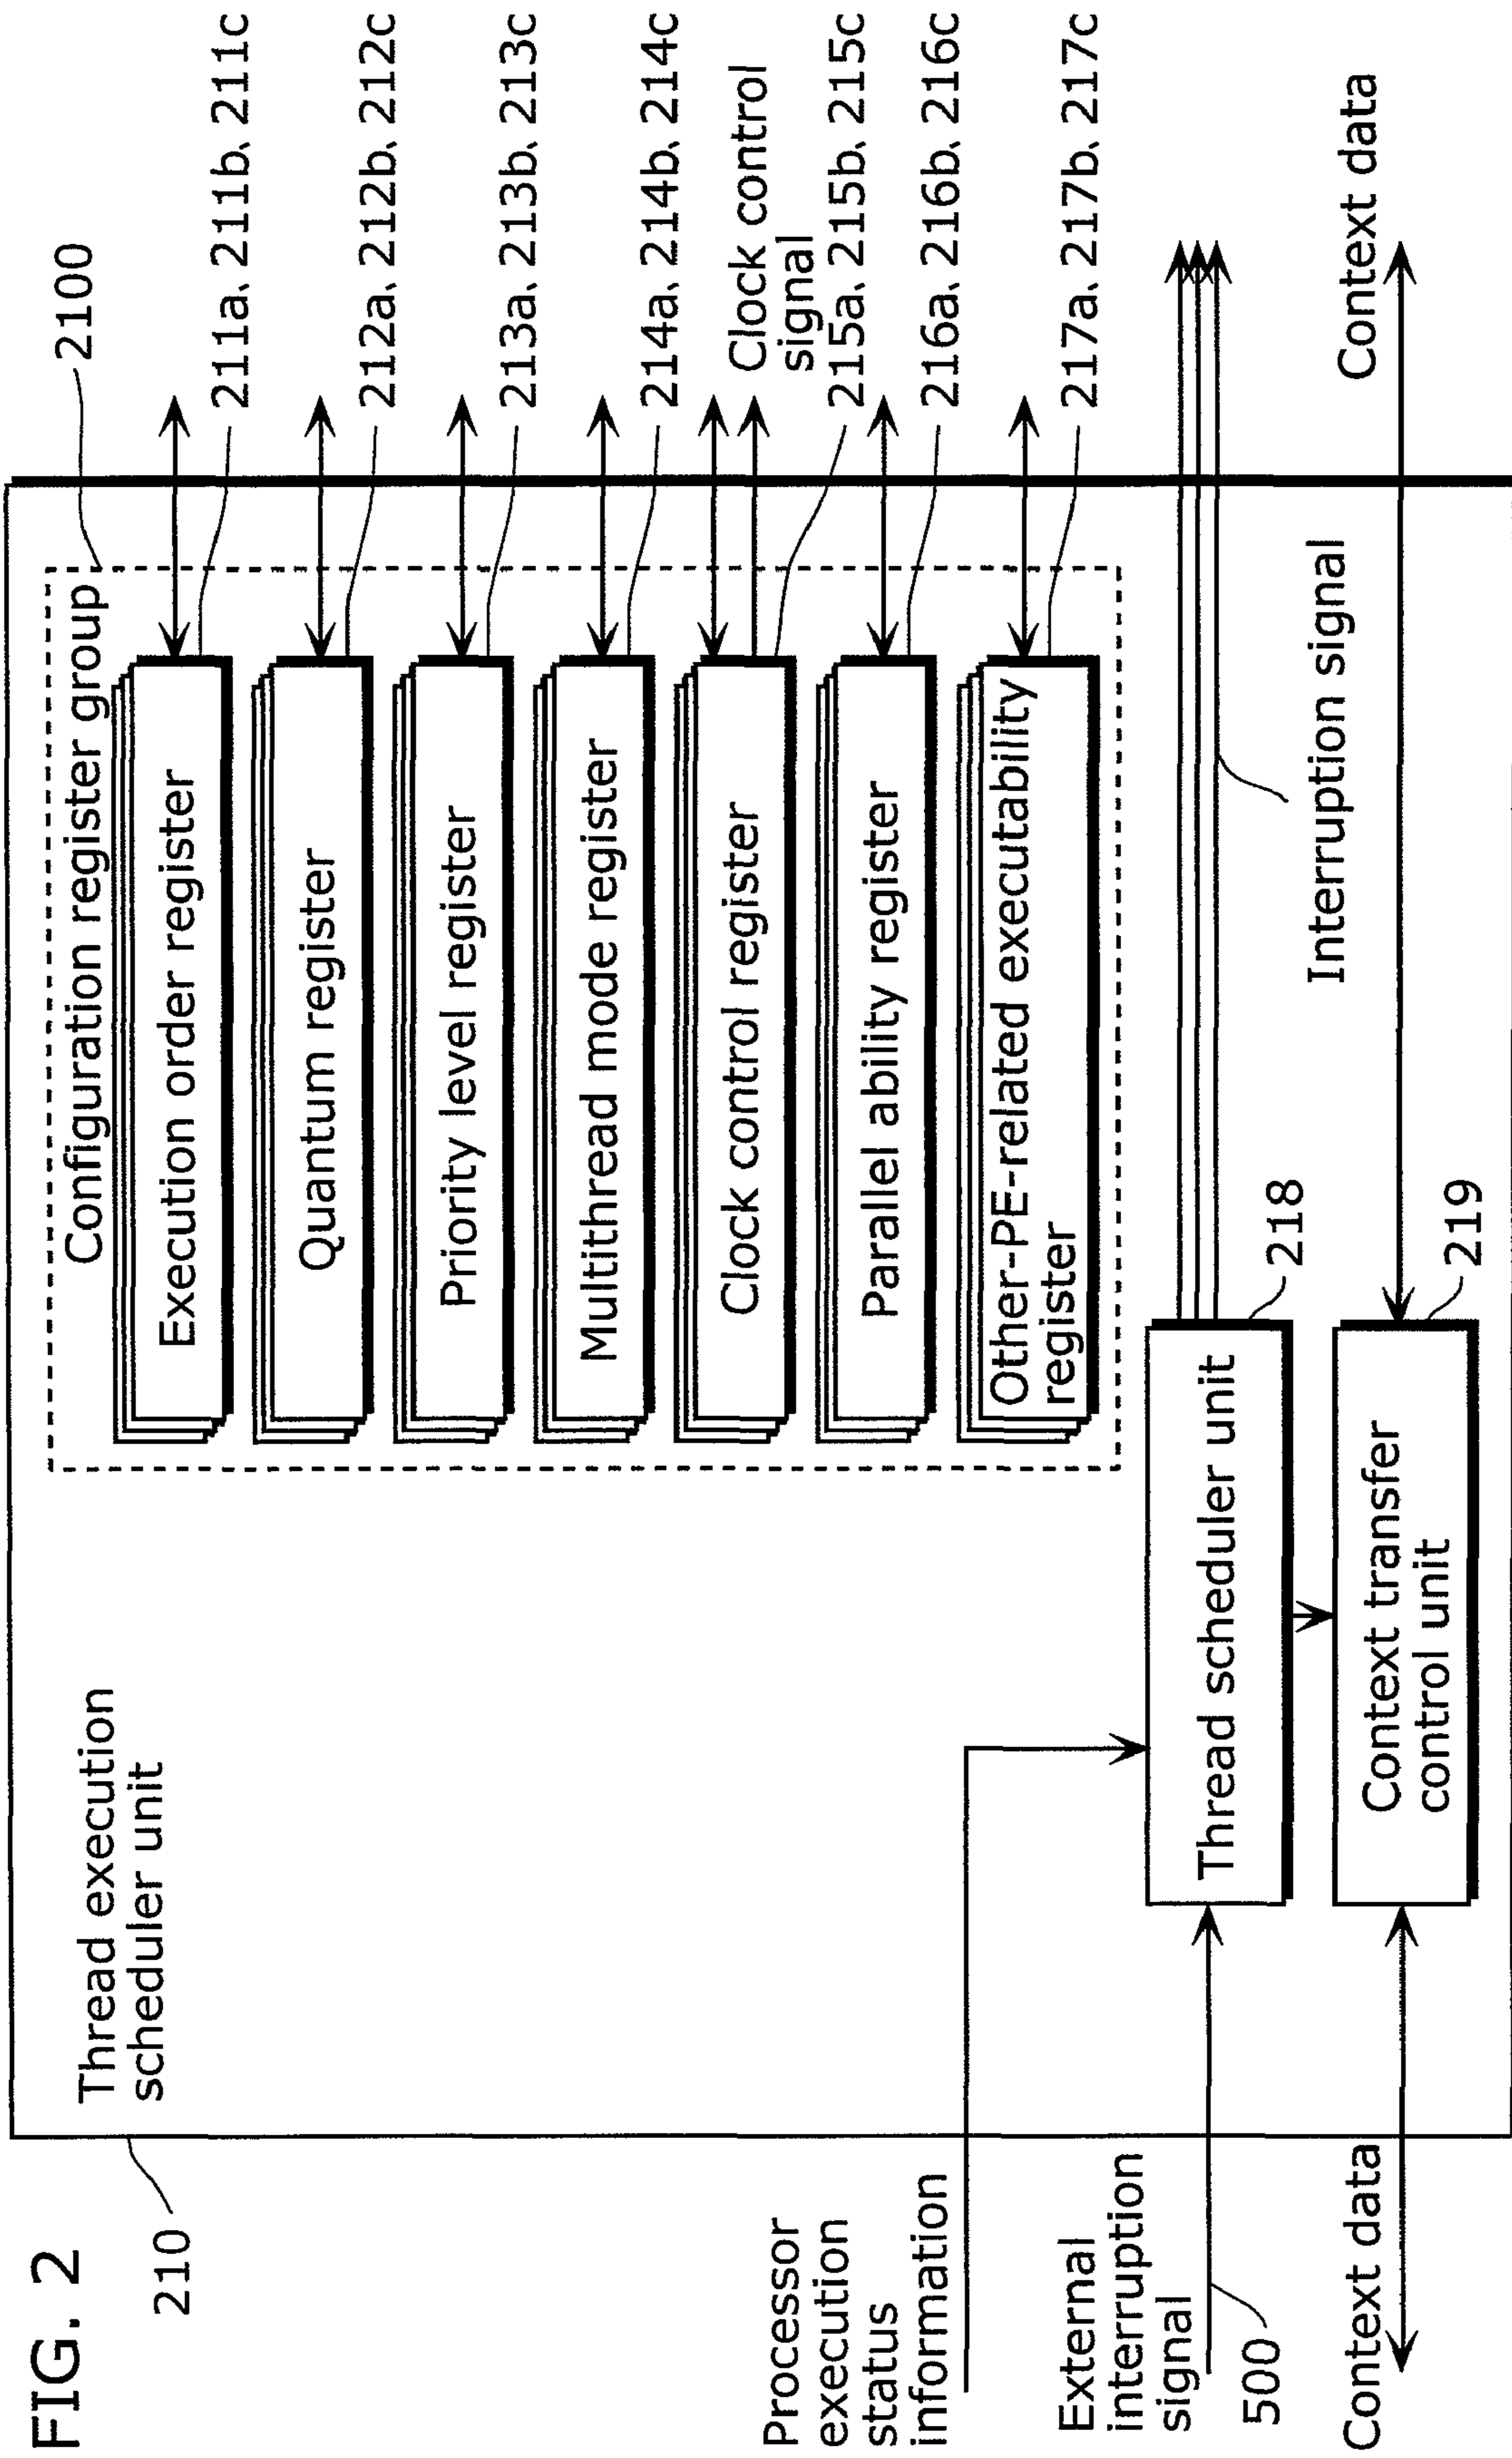 FIG. 2
210
Thread execution
scheduler unit
2100
Configuration register group
Execution order register
211a、211b、211c
Quantum register
212a、212b、212c
Priority level register
213a、213b、213c
Multithread mode register
214a、214b、214c
Clock control register
Clock control
signal
215a、215b、215c
Parallel ability register
216a、216b、216c
Other-PE-related executability
register
217a、217b、217c
Processor
execution
status
information
External
interruption
signal
500
Thread scheduler unit
218
Interruption signal
Context data
Context transfer
control unit
219
Context data